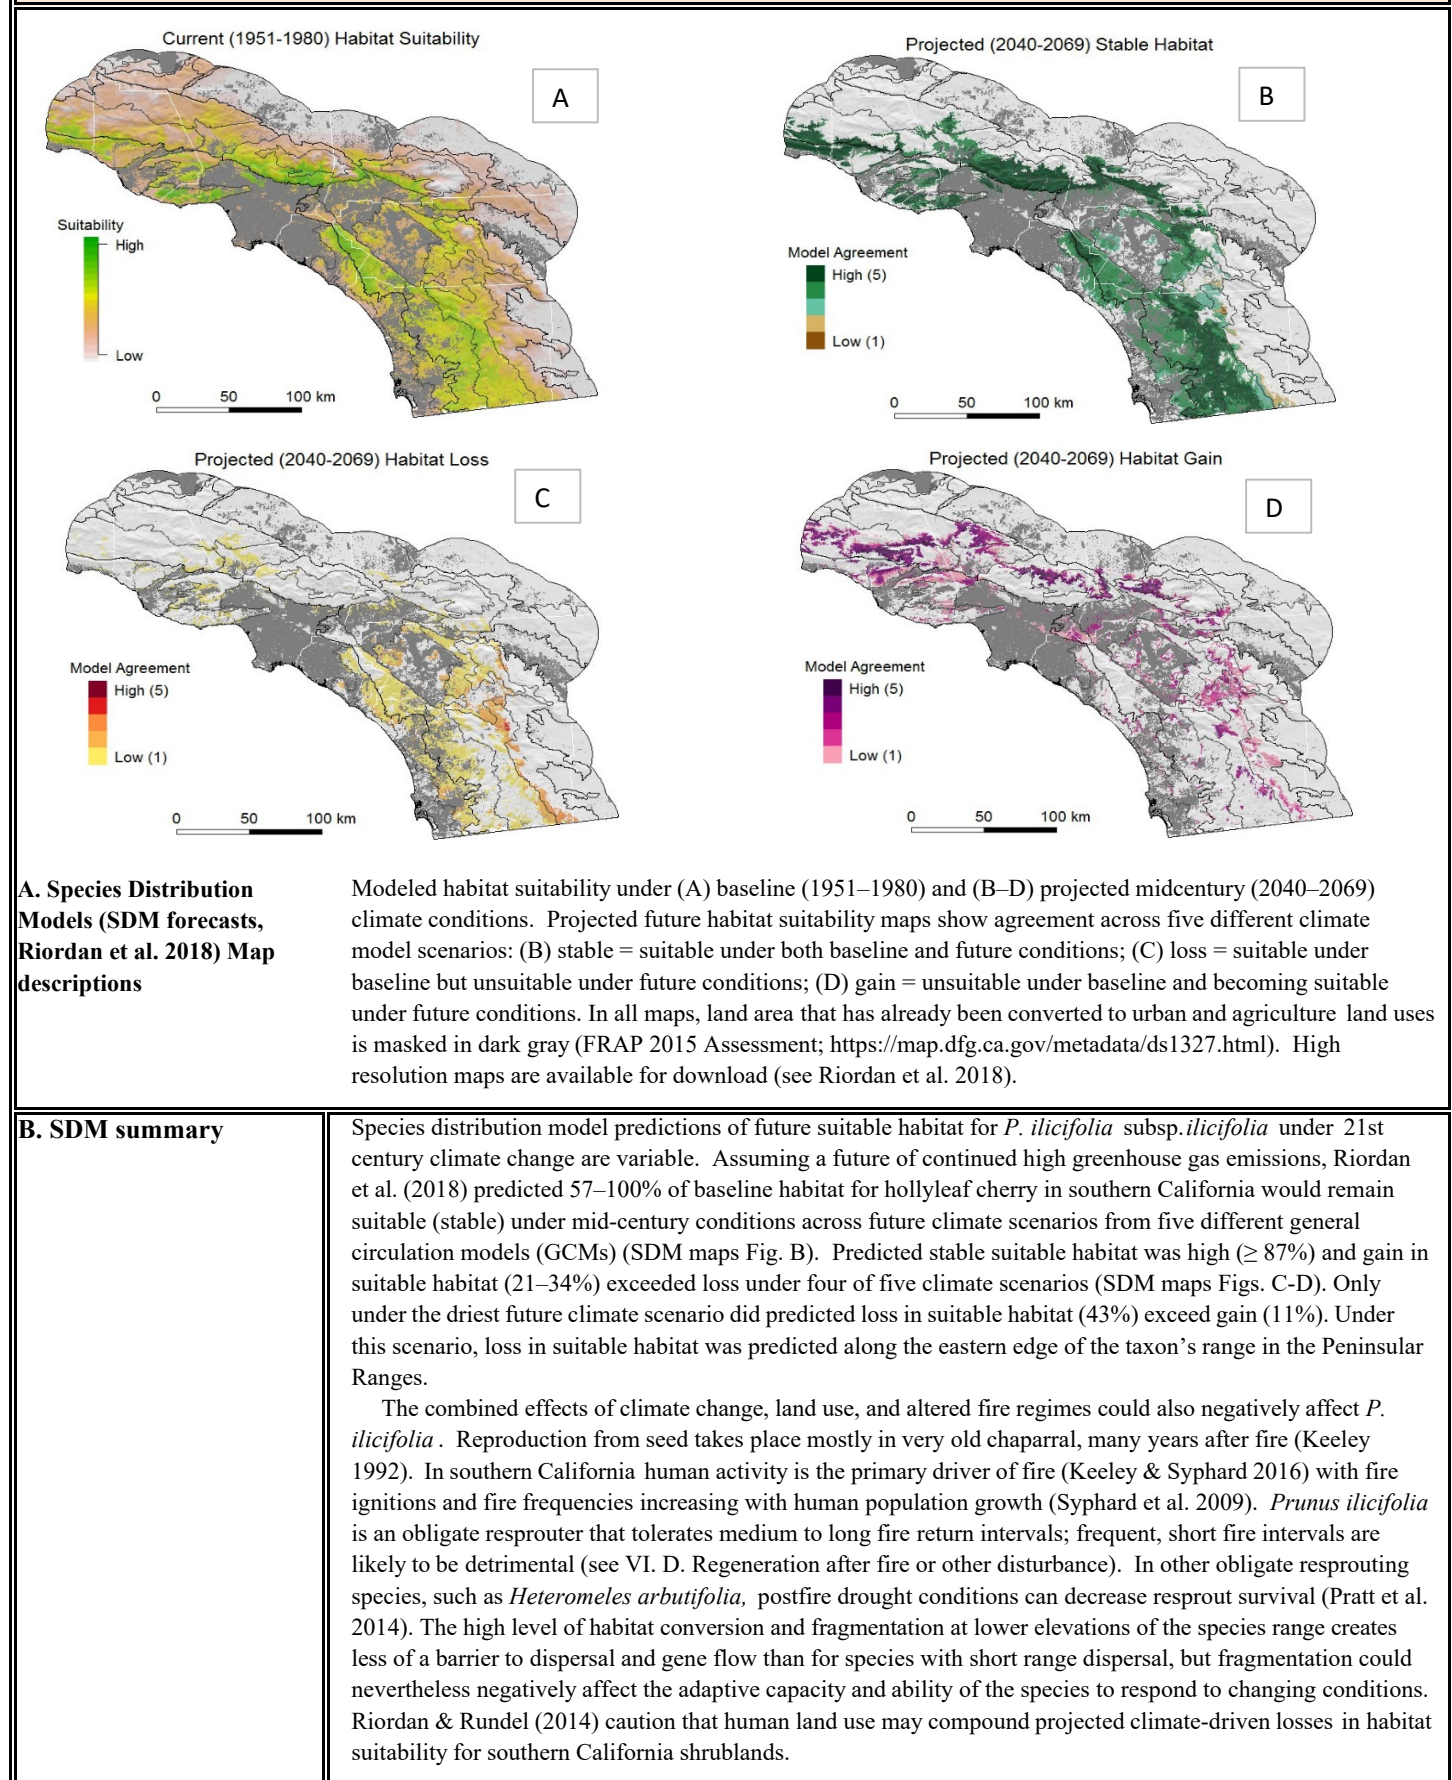 Current (1951-1980) Habitat Suitability
A
Suitability
High
Low
0 50 100 km
Projected (2040-2069) Stable Habitat
B
Model Agreement
High (5)
Low (1)
0 50 100 km
Projected (2040-2069) Habitat Loss
C
Model Agreement
High (5)
Low (1)
0 50 100 km
Projected (2040-2069) Habitat Gain
D
Model Agreement
High (5)
Low (1)
0 50 100 km
A. Species Distribution
Models (SDM forecasts,
Riordan et al. 2018) Map
descriptions
Modeled habitat suitability under (A) baseline (1951–1980) and (B–D) projected midcentury (2040–2069)
climate conditions. Projected future habitat suitability maps show agreement across five different climate
model scenarios: (B) stable = suitable under both baseline and future conditions; (C) loss = suitable under
baseline but unsuitable under future conditions; (D) gain = unsuitable under baseline and becoming suitable
under future conditions. In all maps, land area that has already been converted to urban and agriculture land uses
is masked in dark gray (FRAP 2015 Assessment; https://map.dfg.ca.gov/metadata/ds1327.html). High
resolution maps are available for download (see Riordan et al. 2018).
B. SDM summary
Species distribution model predictions of future suitable habitat for P. ilicifolia subsp.ilicifolia under 21st
century climate change are variable. Assuming a future of continued high greenhouse gas emissions, Riordan
et al. (2018) predicted 57–100% of baseline habitat for hollyleaf cherry in southern California would remain
suitable (stable) under mid-century conditions across future climate scenarios from five different general
circulation models (GCMs) (SDM maps Fig. B). Predicted stable suitable habitat was high (≥ 87%) and gain in
suitable habitat (21–34%) exceeded loss under four of five climate scenarios (SDM maps Figs. C-D). Only
under the driest future climate scenario did predicted loss in suitable habitat (43%) exceed gain (11%). Under
this scenario, loss in suitable habitat was predicted along the eastern edge of the taxon's range in the Peninsular
Ranges.
The combined effects of climate change, land use, and altered fire regimes could also negatively affect P.
ilicifolia . Reproduction from seed takes place mostly in very old chaparral, many years after fire (Keeley
1992). In southern California human activity is the primary driver of fire (Keeley & Syphard 2016) with fire
ignitions and fire frequencies increasing with human population growth (Syphard et al. 2009). Prunus ilicifolia
is an obligate resprouter that tolerates medium to long fire return intervals; frequent, short fire intervals are
likely to be detrimental (see VI. D. Regeneration after fire or other disturbance). In other obligate resprouting
species, such as Heteromeles arbutifolia, postfire drought conditions can decrease resprout survival (Pratt et al.
2014). The high level of habitat conversion and fragmentation at lower elevations of the species range creates
less of a barrier to dispersal and gene flow than for species with short range dispersal, but fragmentation could
nevertheless negatively affect the adaptive capacity and ability of the species to respond to changing conditions.
Riordan & Rundel (2014) caution that human land use may compound projected climate-driven losses in habitat
suitability for southern California shrublands.